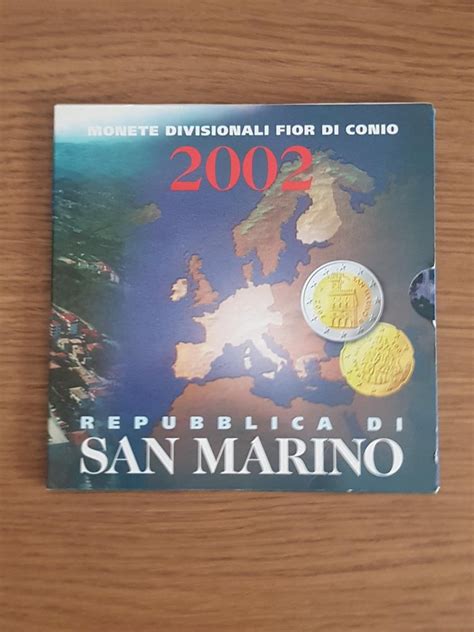 MONETE DIVISIONALI FIOR DI CONIO
2002
REPUBBLICA DI
SAN MARINO